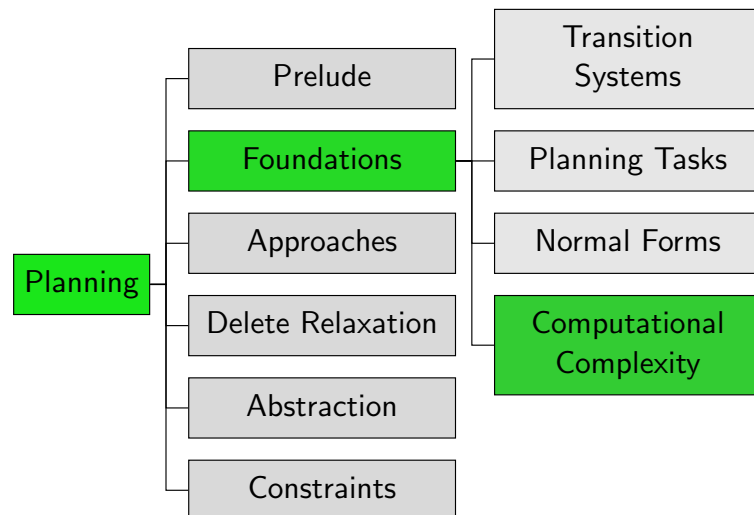 Planning
Prelude
Foundations
Approaches
Delete Relaxation
Abstraction
Constraints
Transition
Systems
Planning Tasks
Normal Forms
Computational
Complexity